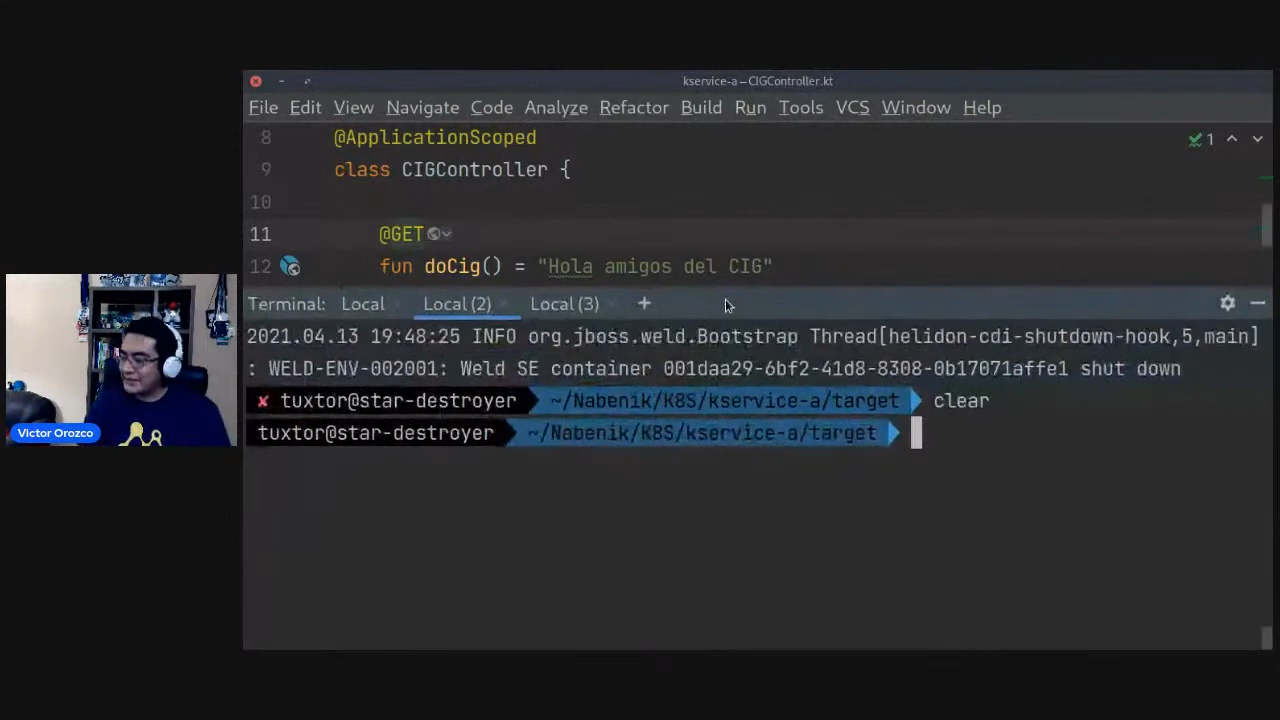 kservice-a – CIGController.kt
File Edit View Navigate Code Analyze Refactor Build Run Tools VCS Window Help
8 @ApplicationScoped
1
9 class CIGController {
10
11 @GET
12 fun doCig() = "Hola amigos del CIG"
Terminal: Local Local (2) Local (3) +
2021.04.13 19:48:25 INFO org.jboss.weld.Bootstrap Thread[helidon-cdi-shutdown-hook,5,main]
: WELD-ENV-002001: Weld SE container 001daa29-6bf2-41d8-8308-0b17071affe1 shut down
✘ tuxtor@star-destroyer ~/Nabenik/K8S/kservice-a/target clear
tuxtor@star-destroyer ~/Nabenik/K8S/kservice-a/target
Victor Orozco